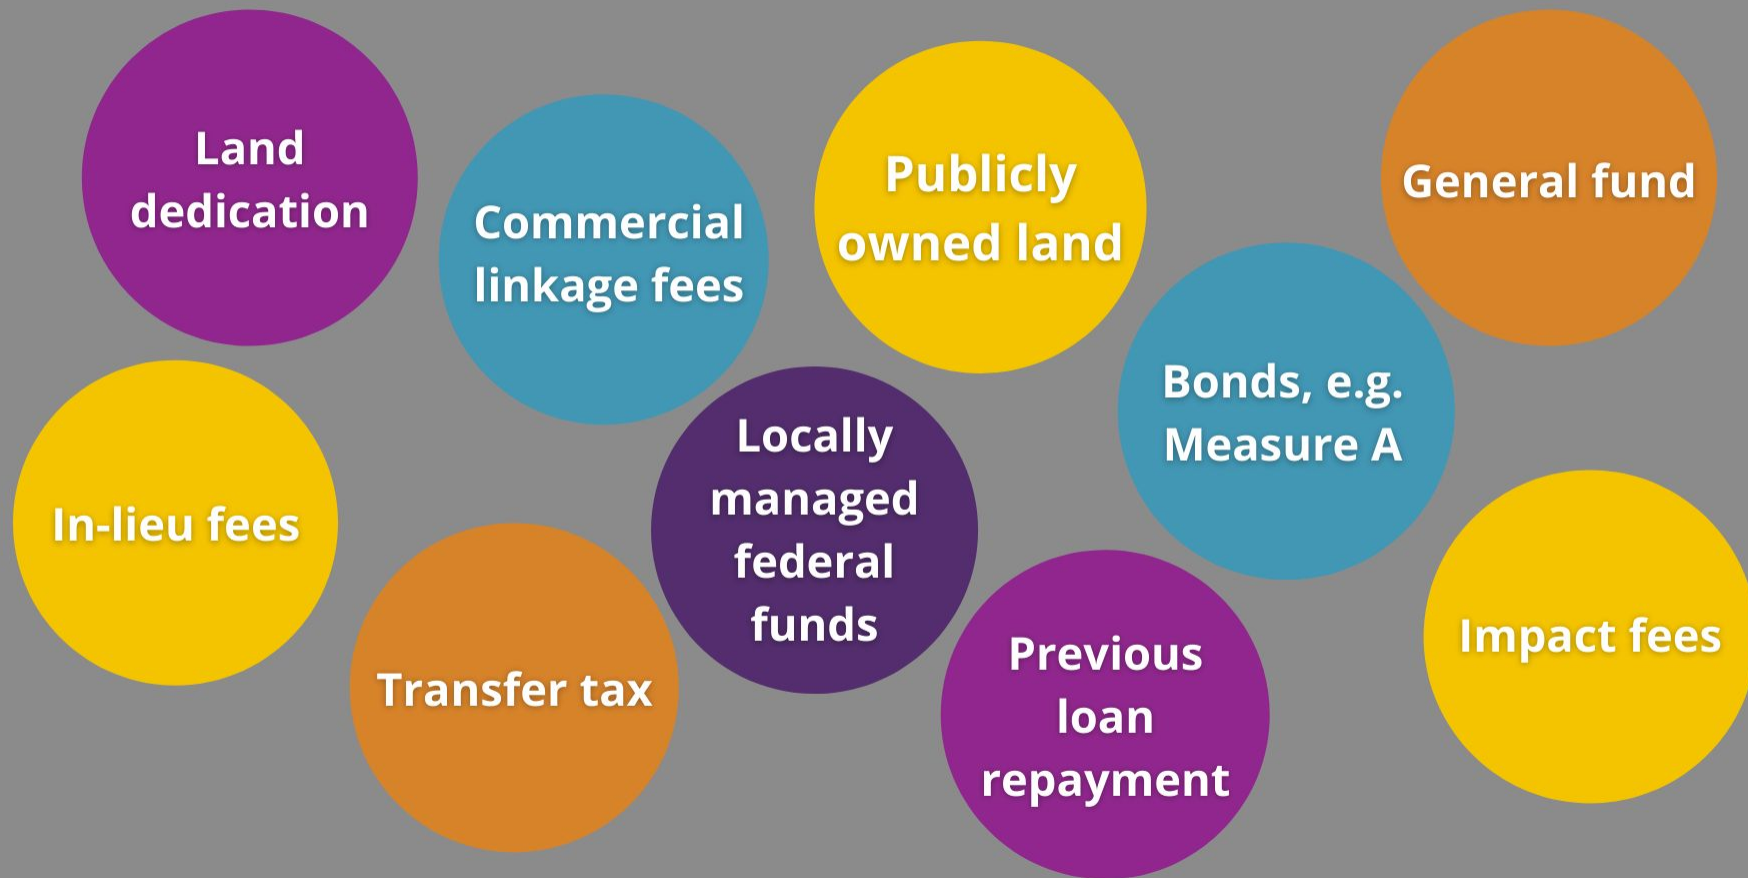 Land
dedication
Commercial
linkage fees
Publicly
owned land
General fund
In-lieu fees
Transfer tax
Locally
managed
federal
funds
Bonds, e.g.
Measure A
Previous
loan
repayment
Impact fees